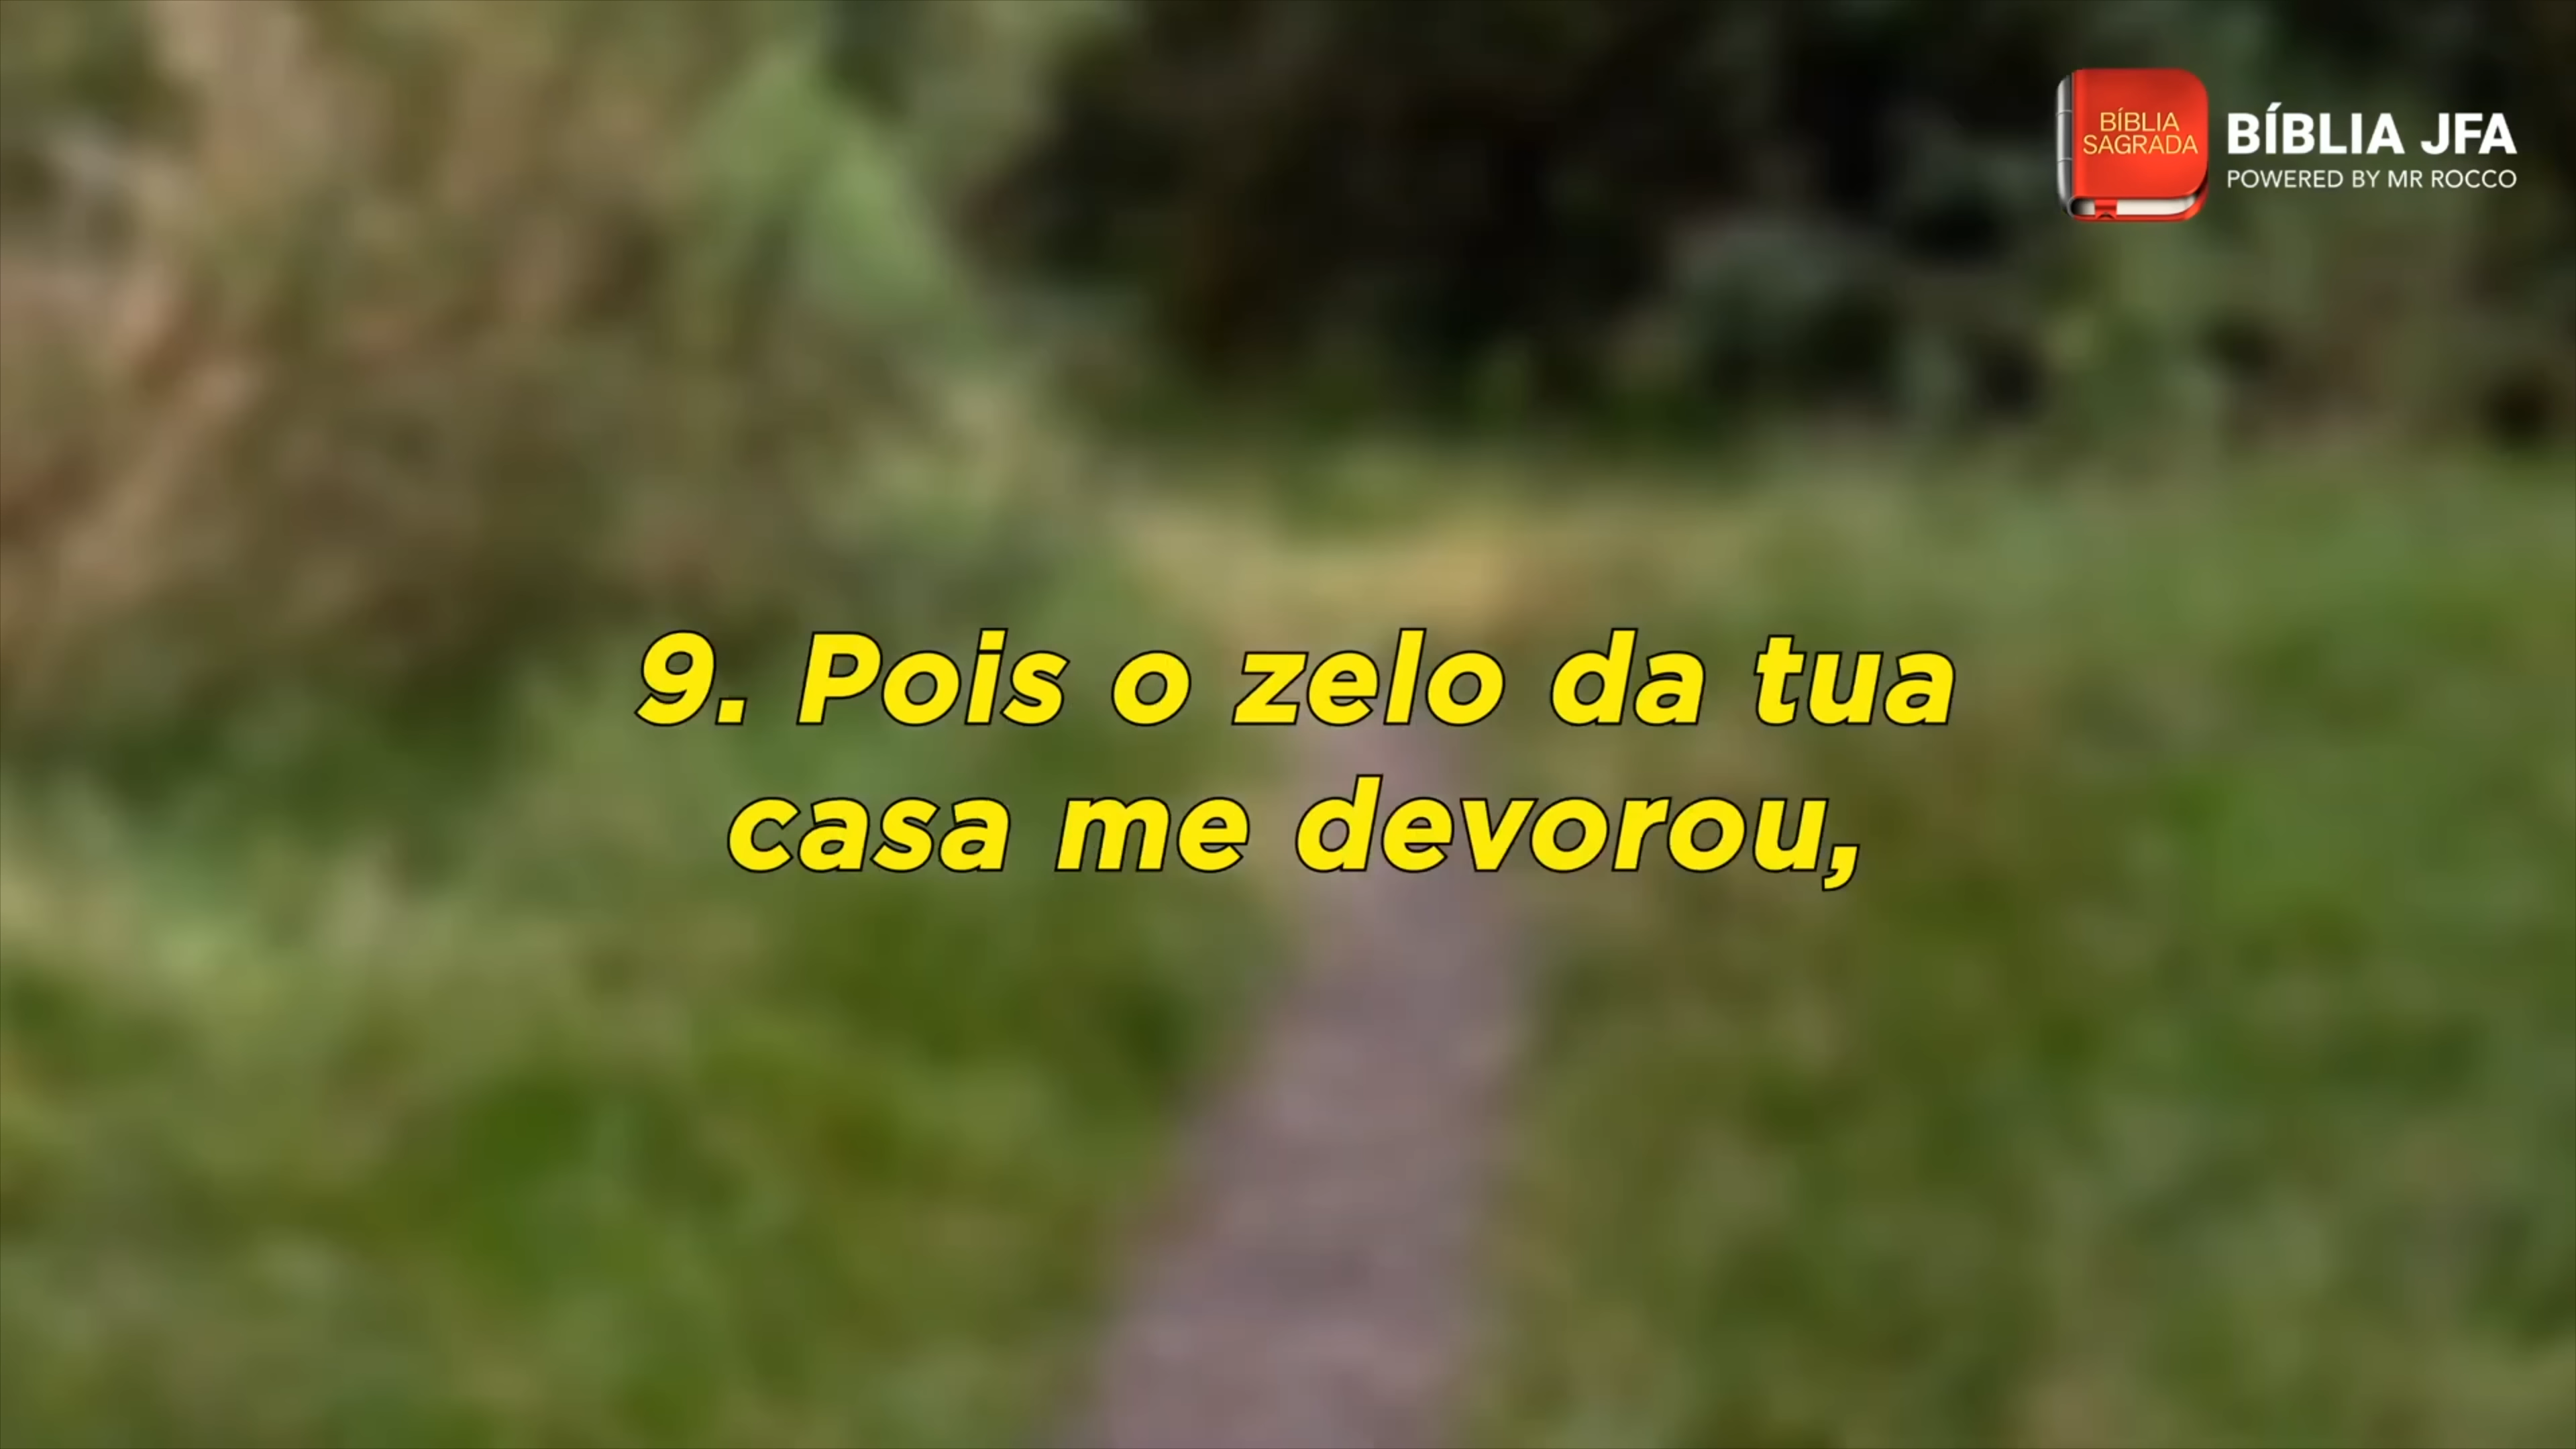 BÍBLIA
SAGRADA
BÍBLIA JFA
POWERED BY MR ROCCO
9. Pois o zelo da tua
casa me devorou,